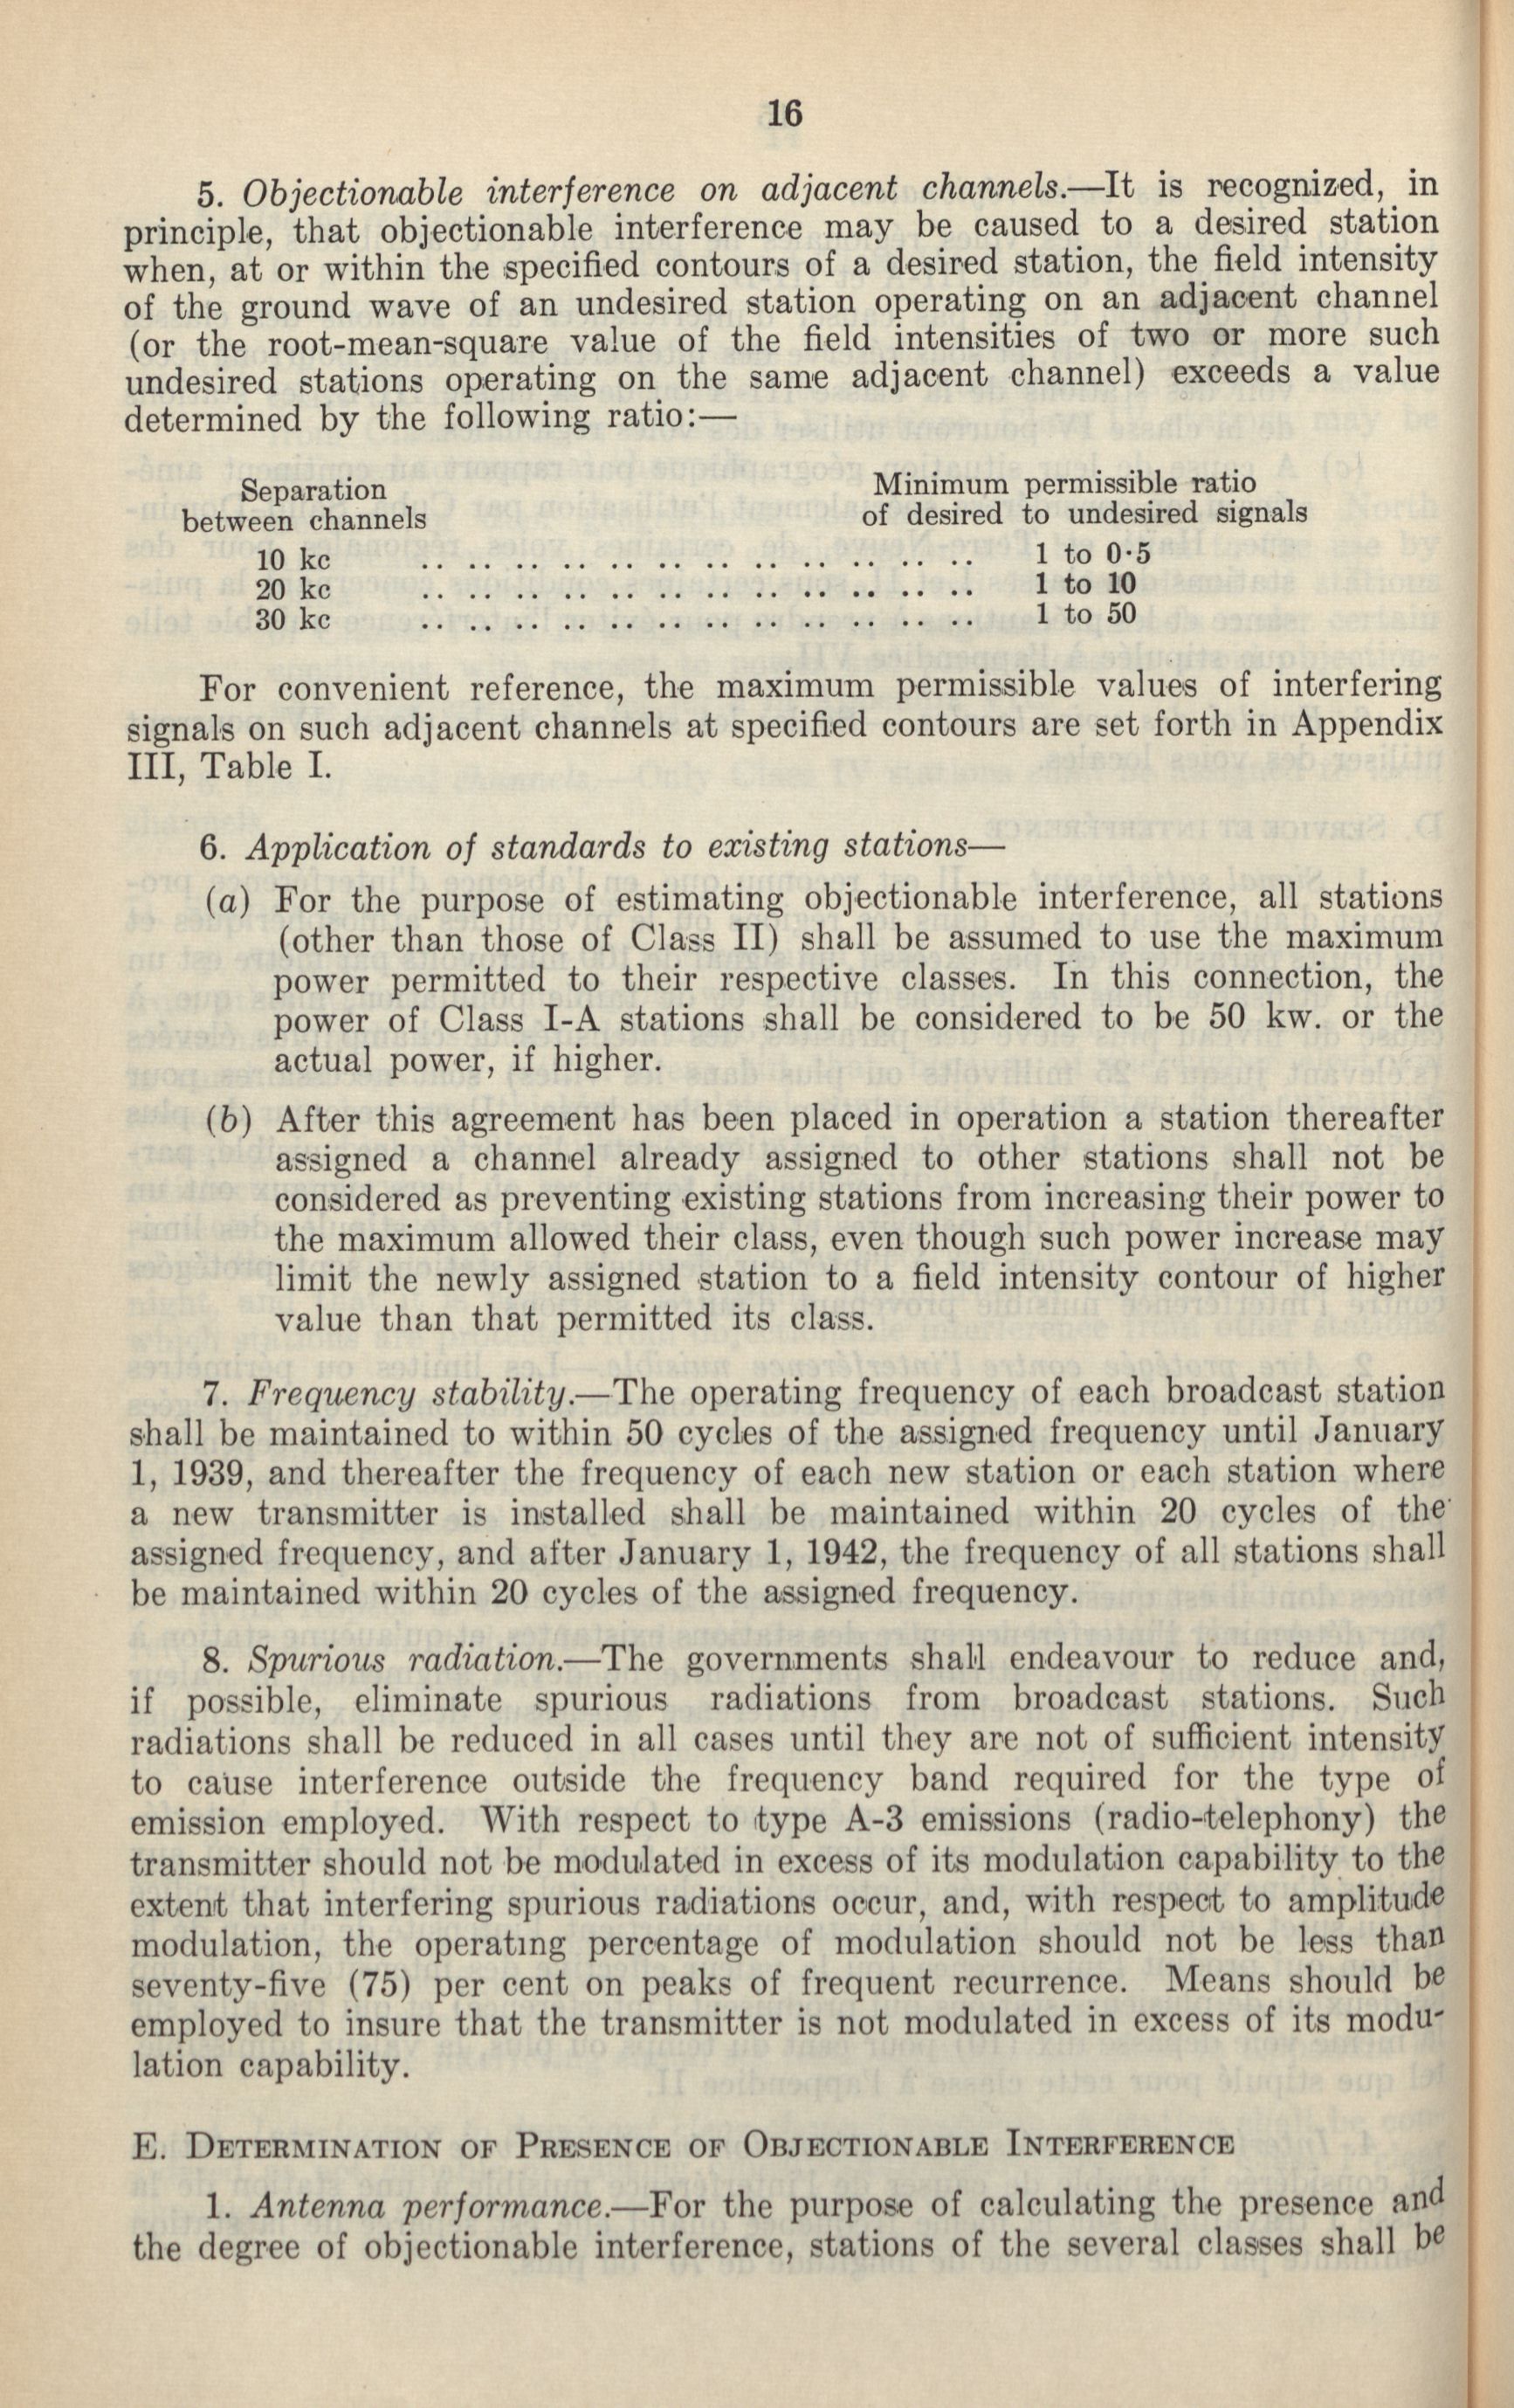 16
5. Objectionable interference on adjacent channels.—It is recognized, in
principle, that objectionable interference may be caused to a desired station
when, at or within the specified contours of a desired station, the field intensity
of the ground wave of an undesired station operating on an adjacent channel
(or the root-mean-square value of the field intensities of two or more such
undesired stations operating on the same adjacent channel) exceeds a value
determined by the following ratio:—
Separation Minimum permissible ratio
between channels of desired to undesired signals
10 kc .. .. .. .. .. .. .. .. .. .. .. .. 1 to 0·5
20 kc .. .. .. .. .. .. .. .. .. .. .. .. 1 to 10
30 kc .. .. .. .. .. .. .. .. .. .. .. .. 1 to 50
For convenient reference, the maximum permissible values of interfering
signals on such adjacent channels at specified contours are set forth in Appendix
III, Table I.
6. Application of standards to existing stations—
(a) For the purpose of estimating objectionable interference, all stations
(other than those of Class II) shall be assumed to use the maximum
power permitted to their respective classes. In this connection, the
power of Class I-A stations shall be considered to be 50 kw. or the
actual power, if higher.
(b) After this agreement has been placed in operation a station thereafter
assigned a channel already assigned to other stations shall not be
considered as preventing existing stations from increasing their power to
the maximum allowed their class, even though such power increase may
limit the newly assigned station to a field intensity contour of higher
value than that permitted its class.
7. Frequency stability.—The operating frequency of each broadcast station
shall be maintained to within 50 cycles of the assigned frequency until January
1, 1939, and thereafter the frequency of each new station or each station where
a new transmitter is installed shall be maintained within 20 cycles of the
assigned frequency, and after January 1, 1942, the frequency of all stations shall
be maintained within 20 cycles of the assigned frequency.
8. Spurious radiation.—The governments shall endeavour to reduce and,
if possible, eliminate spurious radiations from broadcast stations. Such
radiations shall be reduced in all cases until they are not of sufficient intensity
to cause interference outside the frequency band required for the type of
emission employed. With respect to type A-3 emissions (radio-telephony) the
transmitter should not be modulated in excess of its modulation capability to the
extent that interfering spurious radiations occur, and, with respect to amplitude
modulation, the operating percentage of modulation should not be less than
seventy-five (75) per cent on peaks of frequent recurrence. Means should be
employed to insure that the transmitter is not modulated in excess of its modu-
lation capability.
E. Determination of Presence of Objectionable Interference
1. Antenna performance.—For the purpose of calculating the presence and
the degree of objectionable interference, stations of the several classes shall be